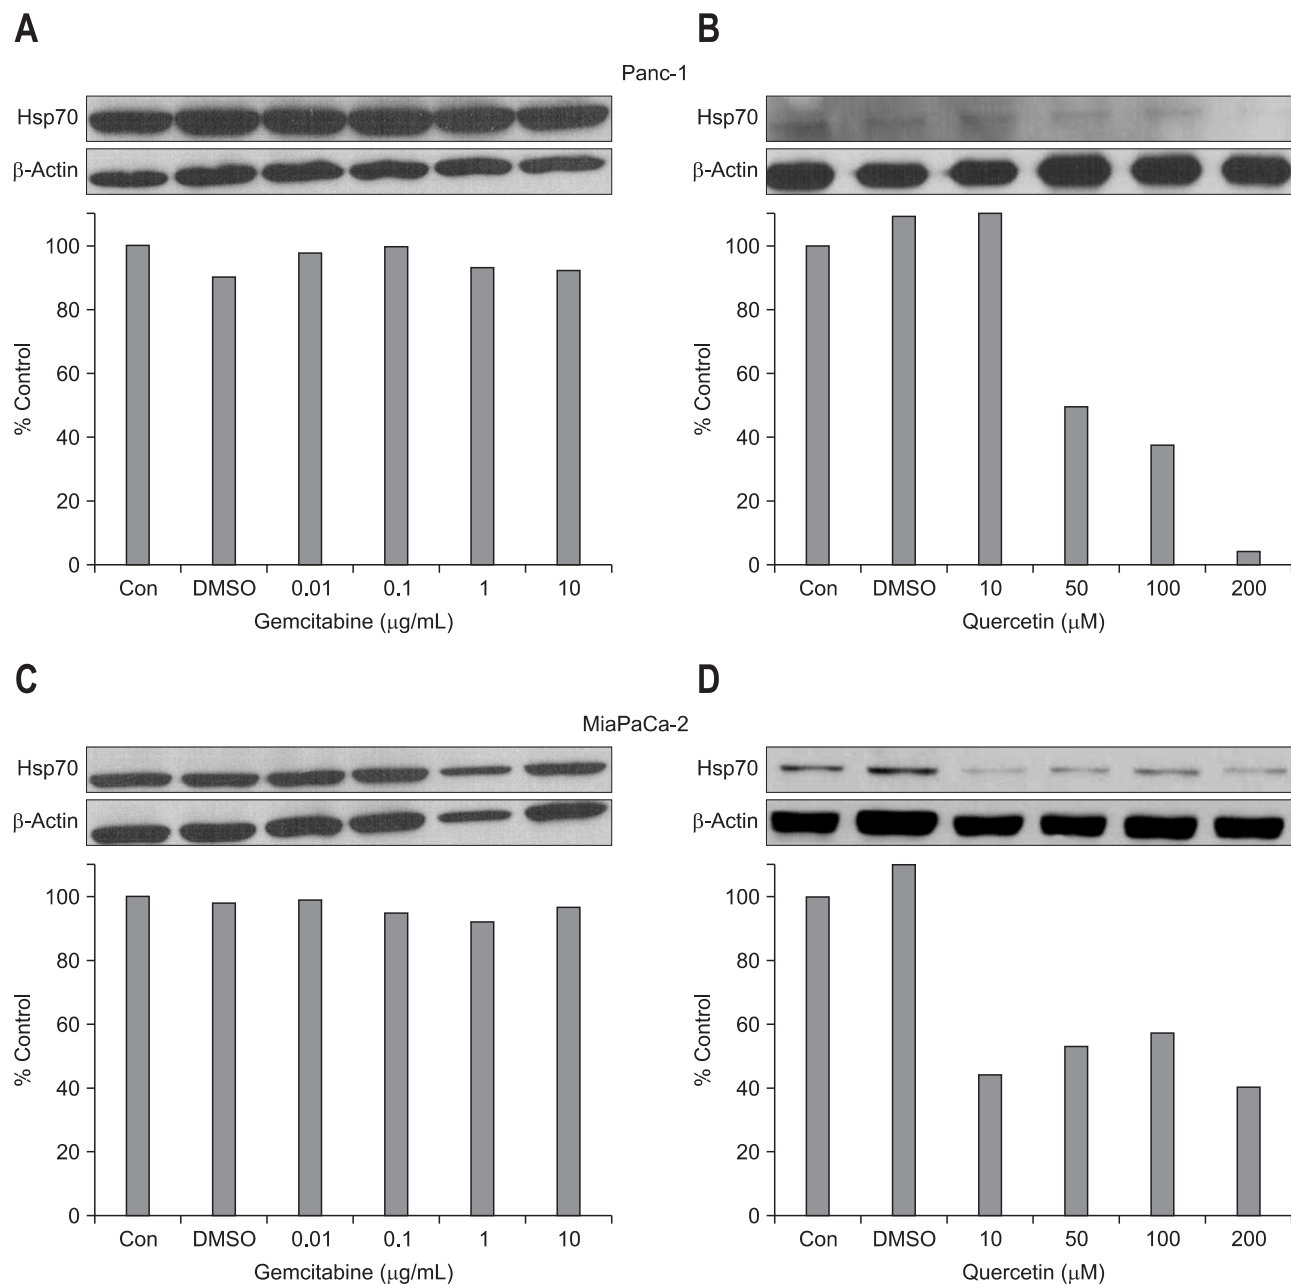 A
B
Panc-1
Hsp70
β-Actin
% Control
100
80
60
40
20
0
Con DMSO 0.01 0.1 1 10
Gemcitabine (μg/mL)
Hsp70
β-Actin
% Control
100
80
60
40
20
0
Con DMSO 10 50 100 200
Quercetin (μM)
C
D
MiaPaCa-2
Hsp70
β-Actin
% Control
100
80
60
40
20
0
Con DMSO 0.01 0.1 1 10
Gemcitabine (μg/mL)
Hsp70
β-Actin
% Control
100
80
60
40
20
0
Con DMSO 10 50 100 200
Quercetin (μM)